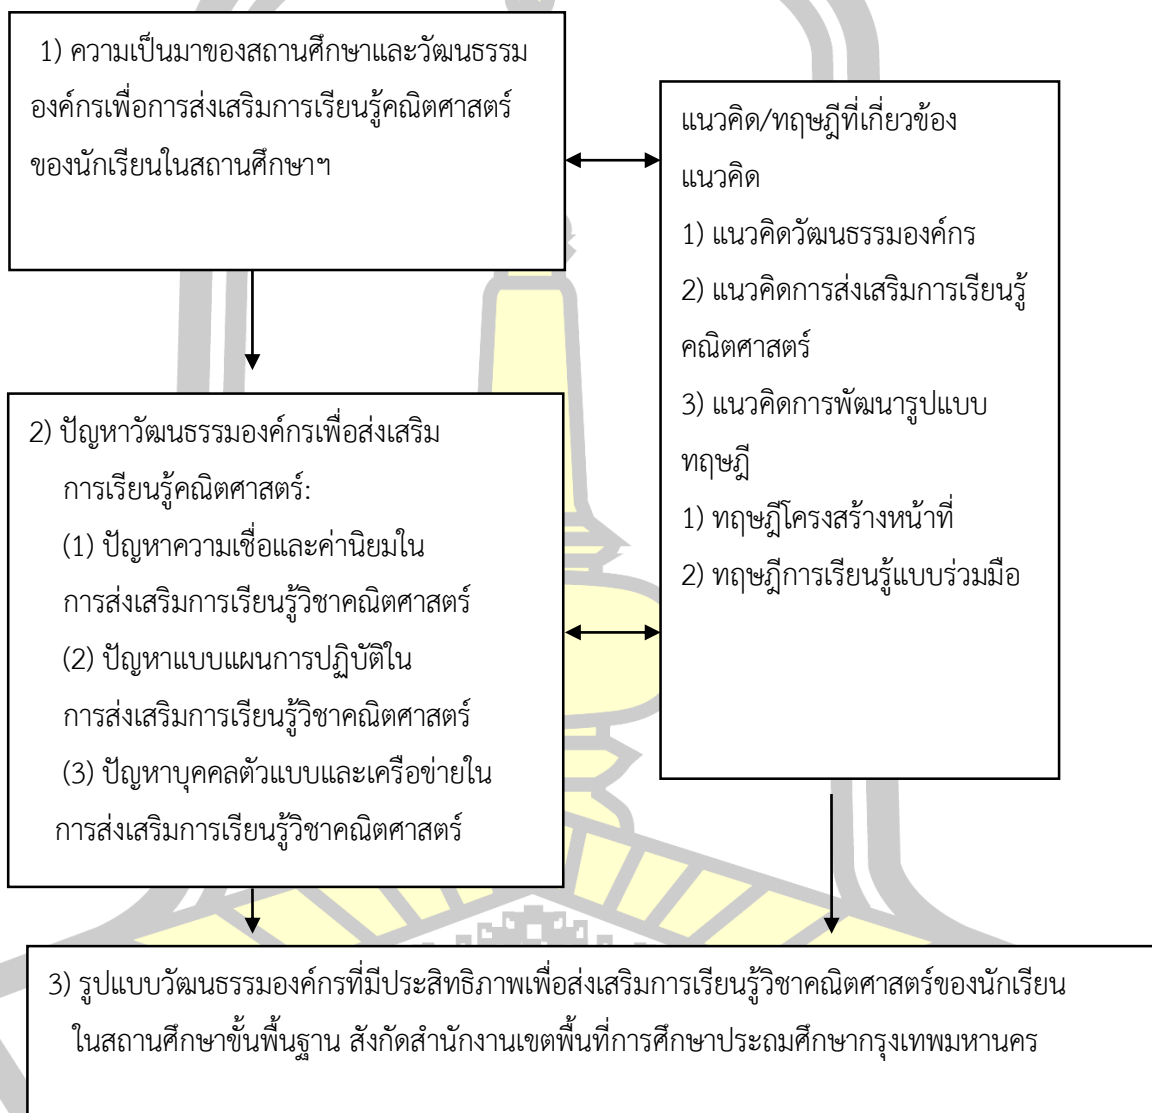 1) ความเป็นมาของสถานศึกษาและวัฒนธรรม
องค์กรเพื่อการส่งเสริมการเรียนรู้คณิตศาสตร์
ของนักเรียนในสถานศึกษาฯ
แนวคิด/ทฤษฎีที่เกี่ยวข้อง
แนวคิด
1) แนวคิดวัฒนธรรมองค์กร
2) แนวคิดการส่งเสริมการเรียนรู้
คณิตศาสตร์
3) แนวคิดการพัฒนารูปแบบ
ทฤษฎี
1) ทฤษฎีโครงสร้างหน้าที่
2) ทฤษฎีการเรียนรู้แบบร่วมมือ
2) ปัญหาวัฒนธรรมองค์กรเพื่อส่งเสริม
การเรียนรู้คณิตศาสตร์:
(1) ปัญหาความเชื่อและค่านิยมใน
การส่งเสริมการเรียนรู้วิชาคณิตศาสตร์
(2) ปัญหาแบบแผนการปฏิบัติใน
การส่งเสริมการเรียนรู้วิชาคณิตศาสตร์
(3) ปัญหาบุคคลตัวแบบและเครือข่ายใน
การส่งเสริมการเรียนรู้วิชาคณิตศาสตร์
3) รูปแบบวัฒนธรรมองค์กรที่มีประสิทธิภาพเพื่อส่งเสริมการเรียนรู้วิชาคณิตศาสตร์ของนักเรียน
ในสถานศึกษาขั้นพื้นฐาน สังกัดสำนักงานเขตพื้นที่การศึกษาประถมศึกษากรุงเทพมหานคร